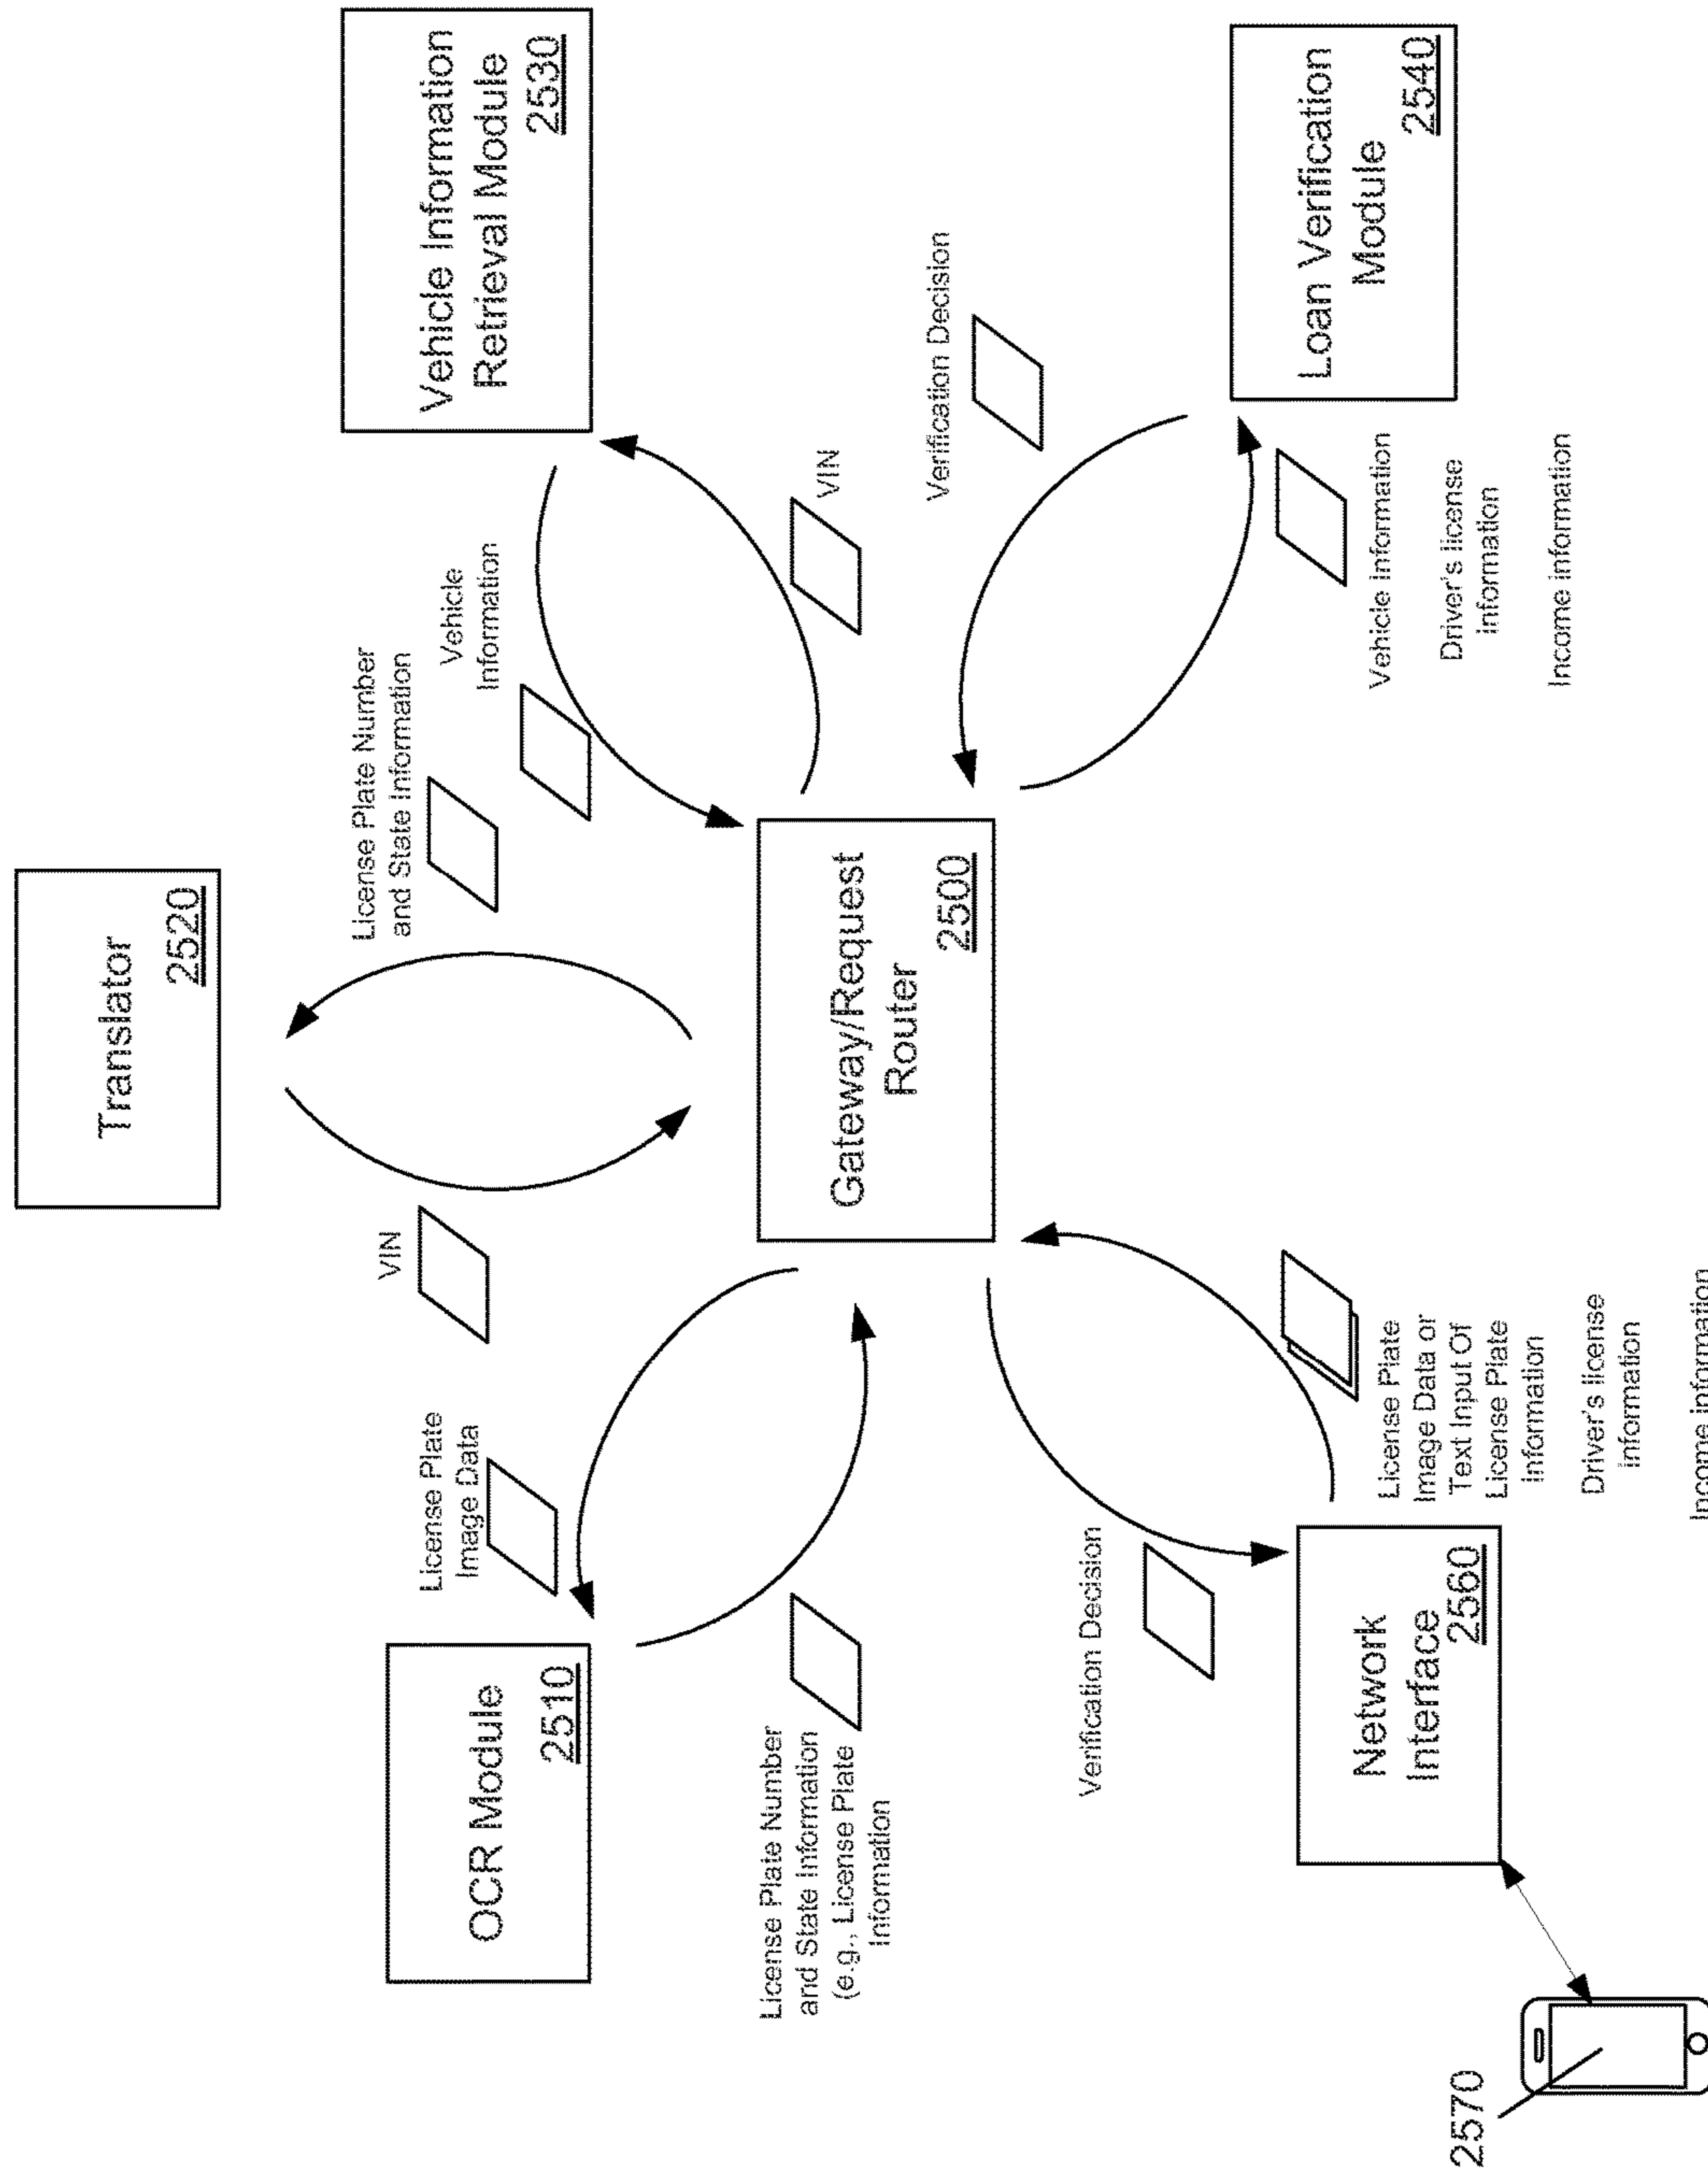 Translator
2520
VIN
License Plate Number
and State Information
Vehicle
Information
Vehicle Information
Retrieval Module
2530
License Plate
Image Data
OCR Module
2510
License Plate Number
and State Information
(e.g., License Plate
Information
Gateway/Request
Router
2500
VIN
Verification Decision
Verification Decision
Loan Verification
Module
2540
Vehicle Information
Driver's license
information
Income information
Network
Interface
2560
License Plate
Image Data or
Text Input Of
License Plate
Information
Driver's license
information
Income information
2570